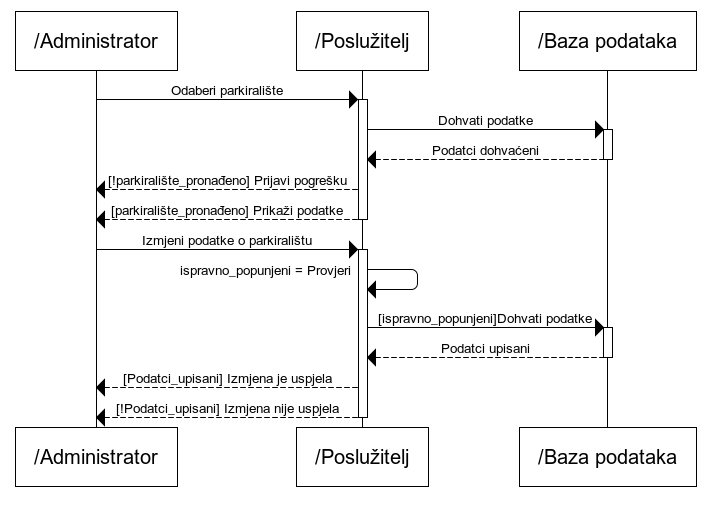 /Administrator
/Poslužitelj
/Baza podataka
Odaberi parkiralište
Dohvati podatke
Podatci dohvaćeni
[!parkiralište_pronađeno] Prijavi pogrešku
[parkiralište_pronađeno] Prikaži podatke
Izmjeni podatke o parkiralištu
ispravno_popunjeni = Provjeri
[ispravno_popunjeni]Dohvati podatke
Podatci upisani
[Podatci_upisani] Izmjena je uspjela
[!Podatci_upisani] Izmjena nije uspjela
/Administrator
/Poslužitelj
/Baza podataka